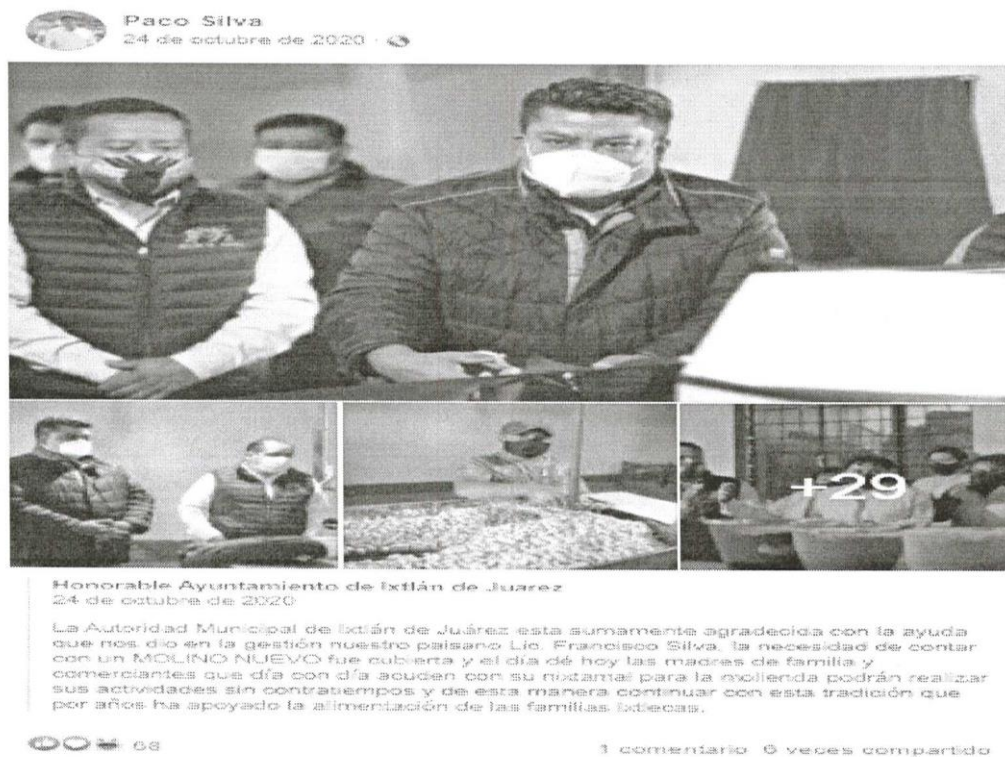 Paco Silva
24 de octubre de 2020
+29
Honorable Ayuntamiento de Ixtlán de Juarez
24 de octubre de 2020
La Autoridad Municipal de Ixtlán de Juárez esta sumamente agradecida con la ayuda
que nos dio en la gestión nuestro paisano Lic. Francisco Silva, la necesidad de contar
con un MOLINO NUEVO fue cubierta y el día dé hoy las madres de familia y
comerciantes que día con día acuden con su nixtamal para la molienda podrán realizar
sus actividades sin contratiempos y de esta manera continuar con esta tradición que
por años ha apoyado la alimentación de las familias Ixtlecas.
68
1 comentario 6 veces compartido